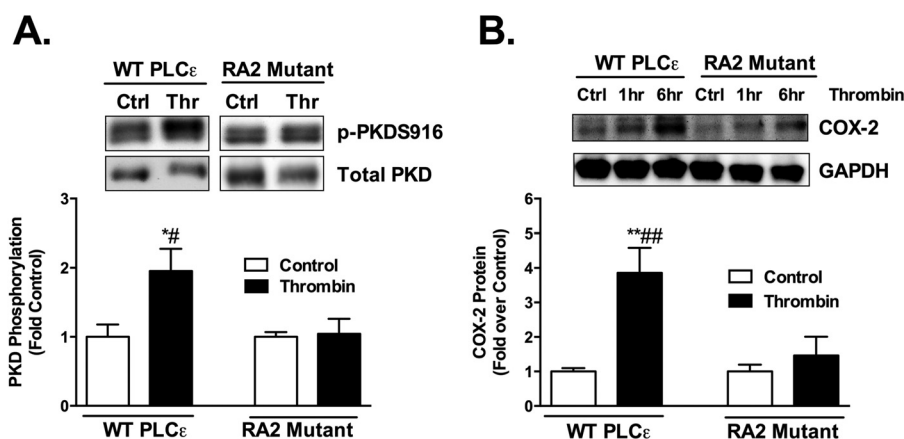 A.
WT PLCε RA2 Mutant
Ctrl Thr Ctrl Thr
p-PKDS916
Total PKD
PKD Phosphorylation
(Fold Control)
3
2
1
0
*#
Control
Thrombin
WT PLCε RA2 Mutant
B.
WT PLCε RA2 Mutant
Ctrl 1hr 6hr Ctrl 1hr 6hr Thrombin
COX-2
GAPDH
COX-2 Protein
(Fold over Control)
6
5
4
3
2
1
0
**##
Control
Thrombin
WT PLCε RA2 Mutant